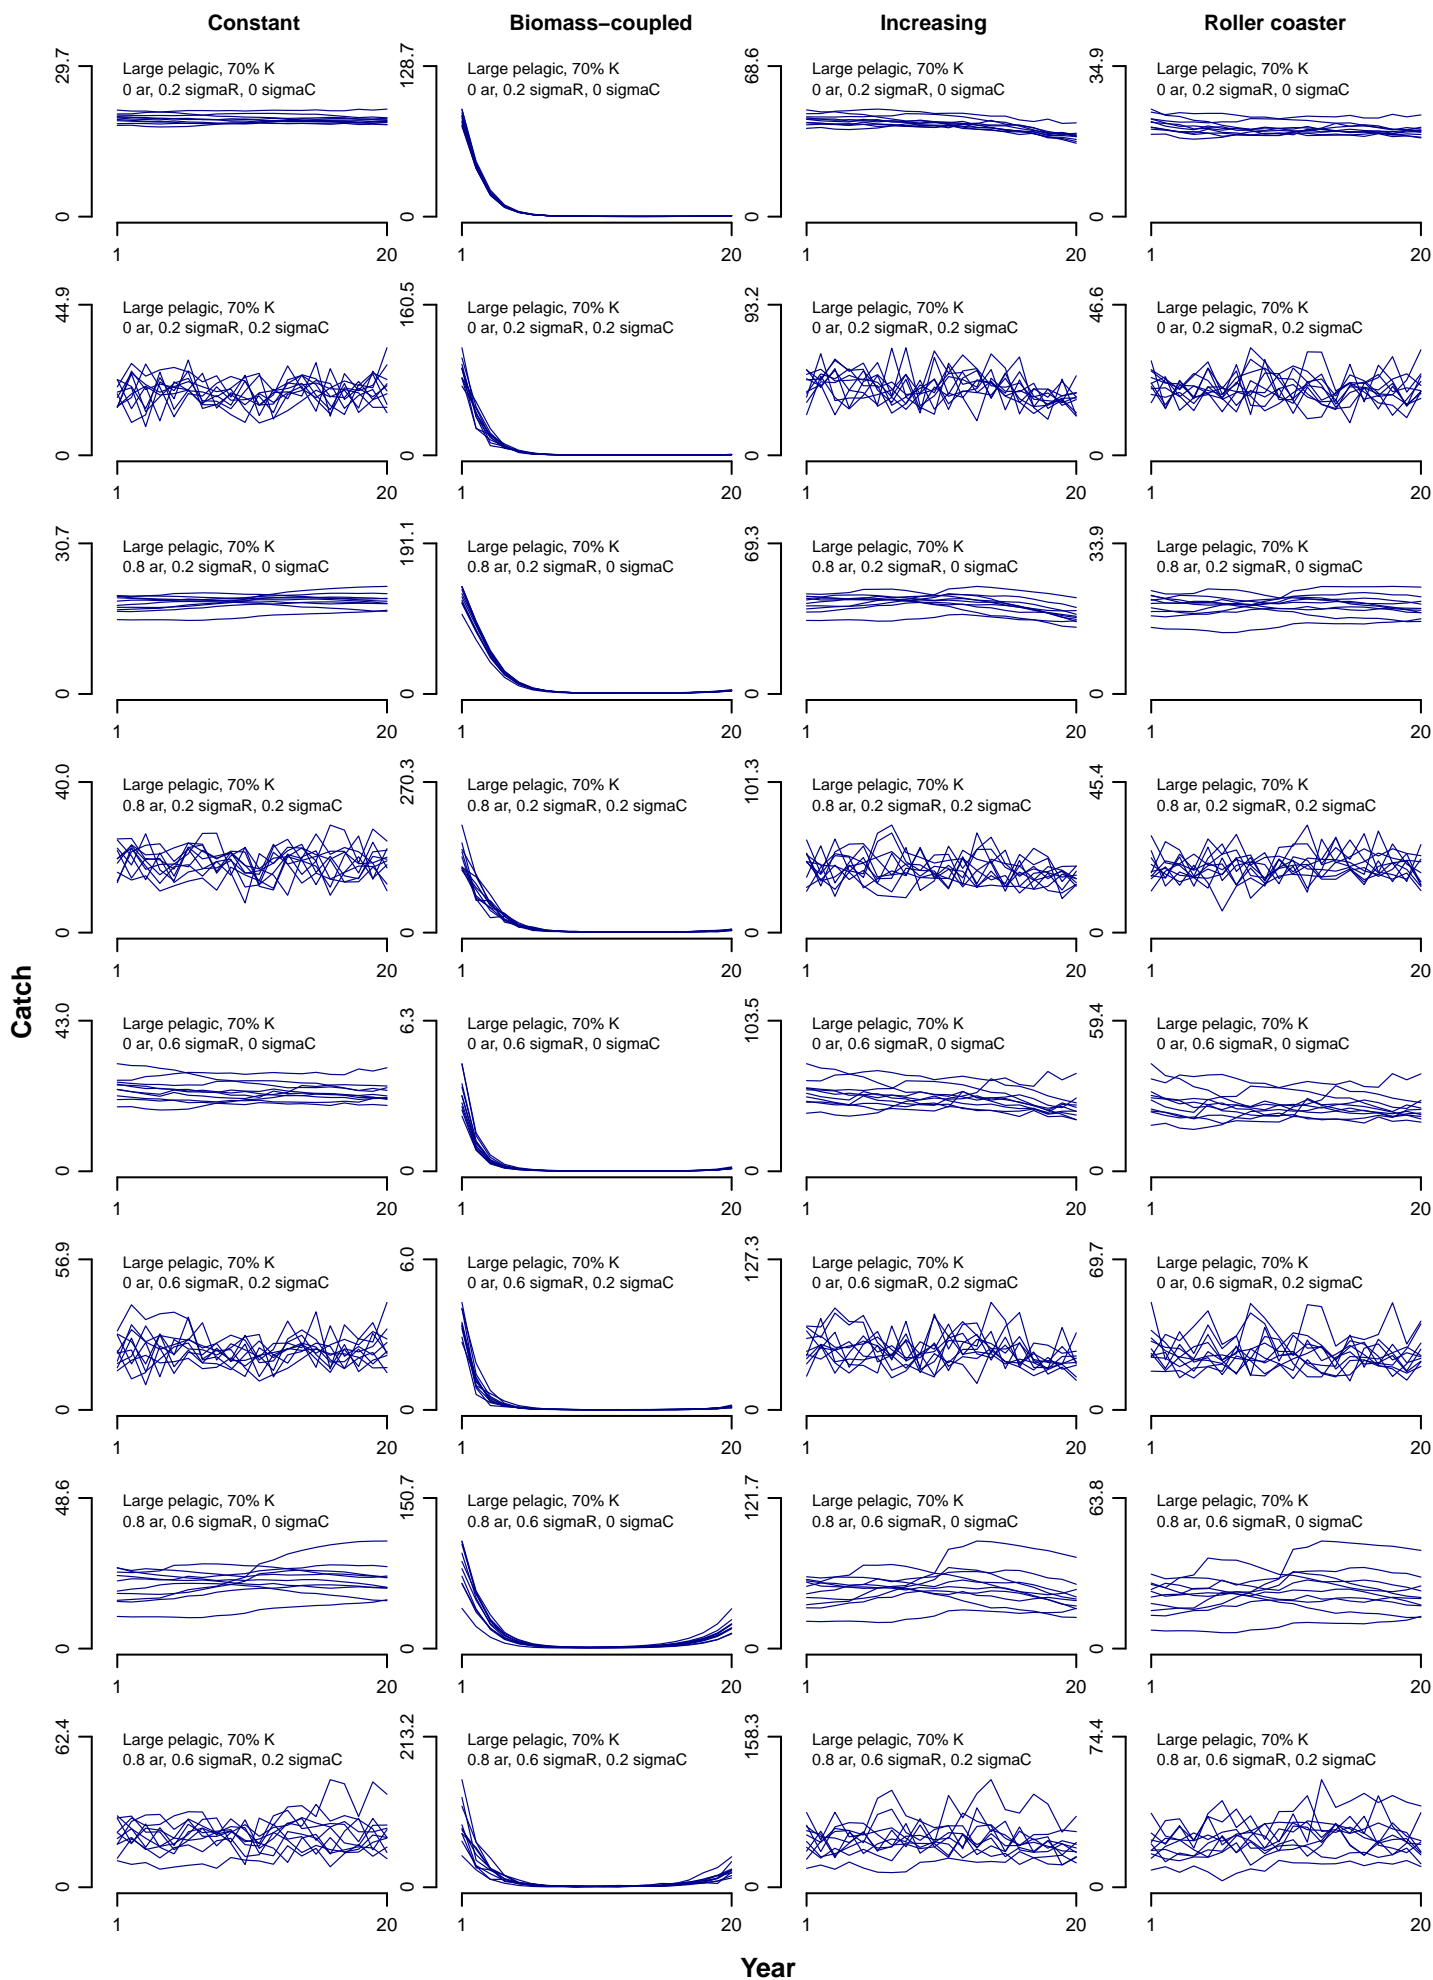 Constant Biomass−coupled Increasing Roller coaster
29.7 128.7 68.6 34.9
Large pelagic, 70% K Large pelagic, 70% K Large pelagic, 70% K Large pelagic, 70% K
0 ar, 0.2 sigmaR, 0 sigmaC 0 ar, 0.2 sigmaR, 0 sigmaC 0 ar, 0.2 sigmaR, 0 sigmaC 0 ar, 0.2 sigmaR, 0 sigmaC
0 0 0 0
1 20 1 20 1 20 1 20
44.9 160.5 93.2 46.6
Large pelagic, 70% K Large pelagic, 70% K Large pelagic, 70% K Large pelagic, 70% K
0 ar, 0.2 sigmaR, 0.2 sigmaC 0 ar, 0.2 sigmaR, 0.2 sigmaC 0 ar, 0.2 sigmaR, 0.2 sigmaC 0 ar, 0.2 sigmaR, 0.2 sigmaC
0 0 0 0
1 20 1 20 1 20 1 20
30.7 191.1 69.3 33.9
Large pelagic, 70% K Large pelagic, 70% K Large pelagic, 70% K Large pelagic, 70% K
0.8 ar, 0.2 sigmaR, 0 sigmaC 0.8 ar, 0.2 sigmaR, 0 sigmaC 0.8 ar, 0.2 sigmaR, 0 sigmaC 0.8 ar, 0.2 sigmaR, 0 sigmaC
0 0 0 0
1 20 1 20 1 20 1 20
40.0 270.3 101.3 45.4
Large pelagic, 70% K Large pelagic, 70% K Large pelagic, 70% K Large pelagic, 70% K
0.8 ar, 0.2 sigmaR, 0.2 sigmaC 0.8 ar, 0.2 sigmaR, 0.2 sigmaC 0.8 ar, 0.2 sigmaR, 0.2 sigmaC 0.8 ar, 0.2 sigmaR, 0.2 sigmaC
0 0 0 0
1 20 1 20 1 20 1 20
Catch
43.0 6.3 103.5 59.4
Large pelagic, 70% K Large pelagic, 70% K Large pelagic, 70% K Large pelagic, 70% K
0 ar, 0.6 sigmaR, 0 sigmaC 0 ar, 0.6 sigmaR, 0 sigmaC 0 ar, 0.6 sigmaR, 0 sigmaC 0 ar, 0.6 sigmaR, 0 sigmaC
0 0 0 0
1 20 1 20 1 20 1 20
56.9 6.0 127.3 69.7
Large pelagic, 70% K Large pelagic, 70% K Large pelagic, 70% K Large pelagic, 70% K
0 ar, 0.6 sigmaR, 0.2 sigmaC 0 ar, 0.6 sigmaR, 0.2 sigmaC 0 ar, 0.6 sigmaR, 0.2 sigmaC 0 ar, 0.6 sigmaR, 0.2 sigmaC
0 0 0 0
1 20 1 20 1 20 1 20
48.6 150.7 121.7 63.8
Large pelagic, 70% K Large pelagic, 70% K Large pelagic, 70% K Large pelagic, 70% K
0.8 ar, 0.6 sigmaR, 0 sigmaC 0.8 ar, 0.6 sigmaR, 0 sigmaC 0.8 ar, 0.6 sigmaR, 0 sigmaC 0.8 ar, 0.6 sigmaR, 0 sigmaC
0 0 0 0
1 20 1 20 1 20 1 20
62.4 213.2 158.3 74.4
Large pelagic, 70% K Large pelagic, 70% K Large pelagic, 70% K Large pelagic, 70% K
0.8 ar, 0.6 sigmaR, 0.2 sigmaC 0.8 ar, 0.6 sigmaR, 0.2 sigmaC 0.8 ar, 0.6 sigmaR, 0.2 sigmaC 0.8 ar, 0.6 sigmaR, 0.2 sigmaC
0 0 0 0
1 20 1 20 1 20 1 20
Year